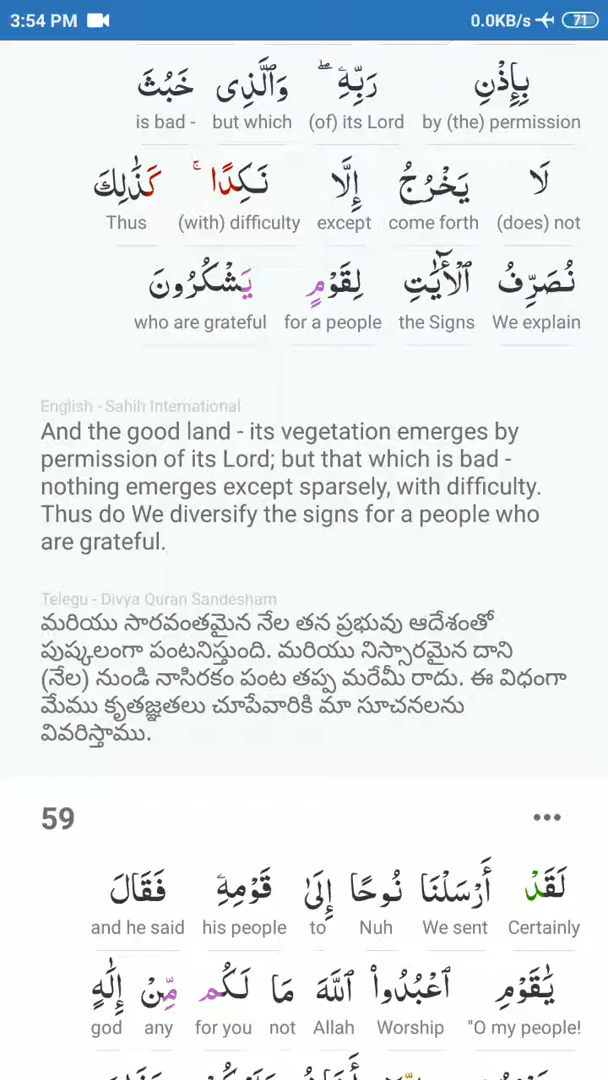 3:54 PM 0.0KB/s 71
بِإِذْنِ رَبِّهِۦ ۖ وَٱلَّذِى خَبُثَ
is bad - but which (of) its Lord by (the) permission
لَا يَخْرُجُ إِلَّا نَكِدًا ۚ كَذَٰلِكَ
Thus (with) difficulty except come forth (does) not
نُصَرِّفُ ٱلْـَٔايَـٰتِ لِقَوْمٍ يَشْكُرُونَ
who are grateful for a people the Signs We explain
English - Sahih International
And the good land - its vegetation emerges by
permission of its Lord; but that which is bad -
nothing emerges except sparsely, with difficulty.
Thus do We diversify the signs for a people who
are grateful.
Telegu - Divya Quran Sandesham
మరియు సారవంతమైన నేల తన ప్రభువు ఆదేశంతో
పుష్కలంగా పంటనిస్తుంది. మరియు నిస్సారమైన దాని
(నేల) నుండి నాసిరకం పంట తప్ప మరేమీ రాదు. ఈ విధంగా
మేము కృతజ్ఞతలు చూపేవారికి మా సూచనలను
వివరిస్తాము.
59
لَقَدْ أَرْسَلْنَا نُوحًا إِلَىٰ قَوْمِهِۦ فَقَالَ
and he said his people to Nuh We sent Certainly
يَـٰقَوْمِ ٱعْبُدُوا۟ ٱللَّهَ مَا لَكُم مِّنْ إِلَـٰهٍ
god any for you not Allah Worship "O my people!